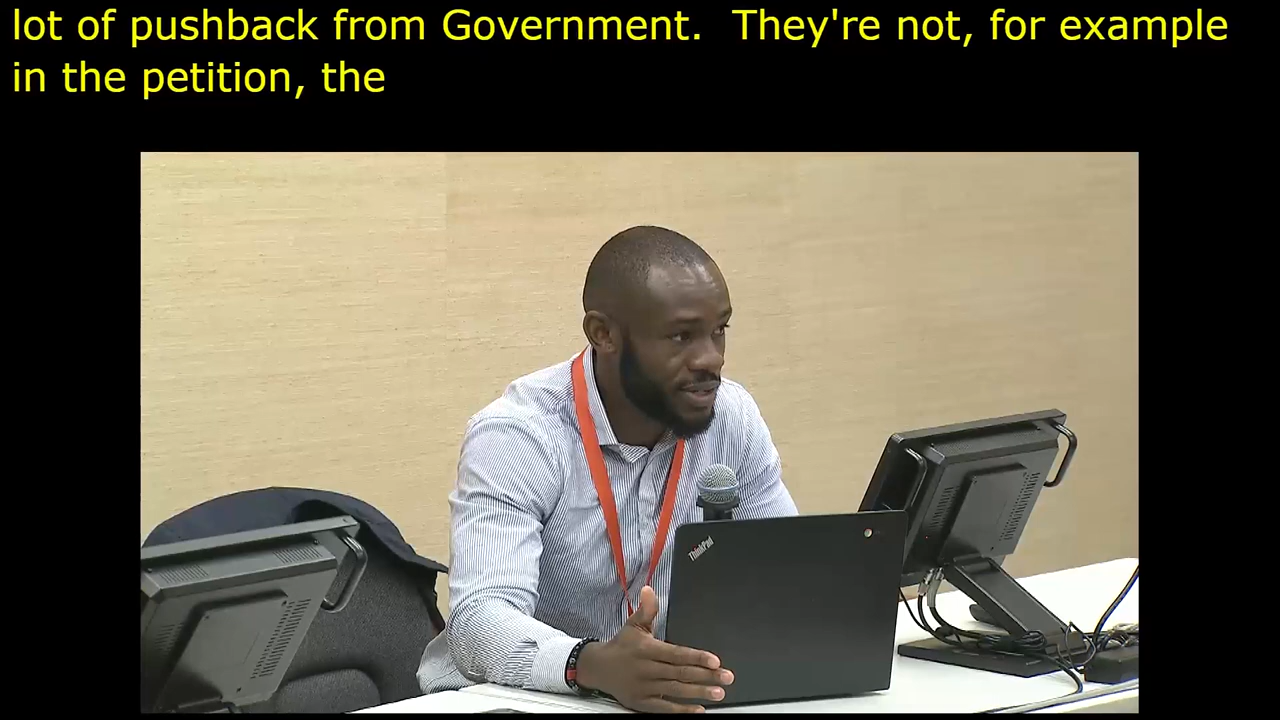 lot of pushback from Government.  They're not, for example
in the petition, the
ThinkPad